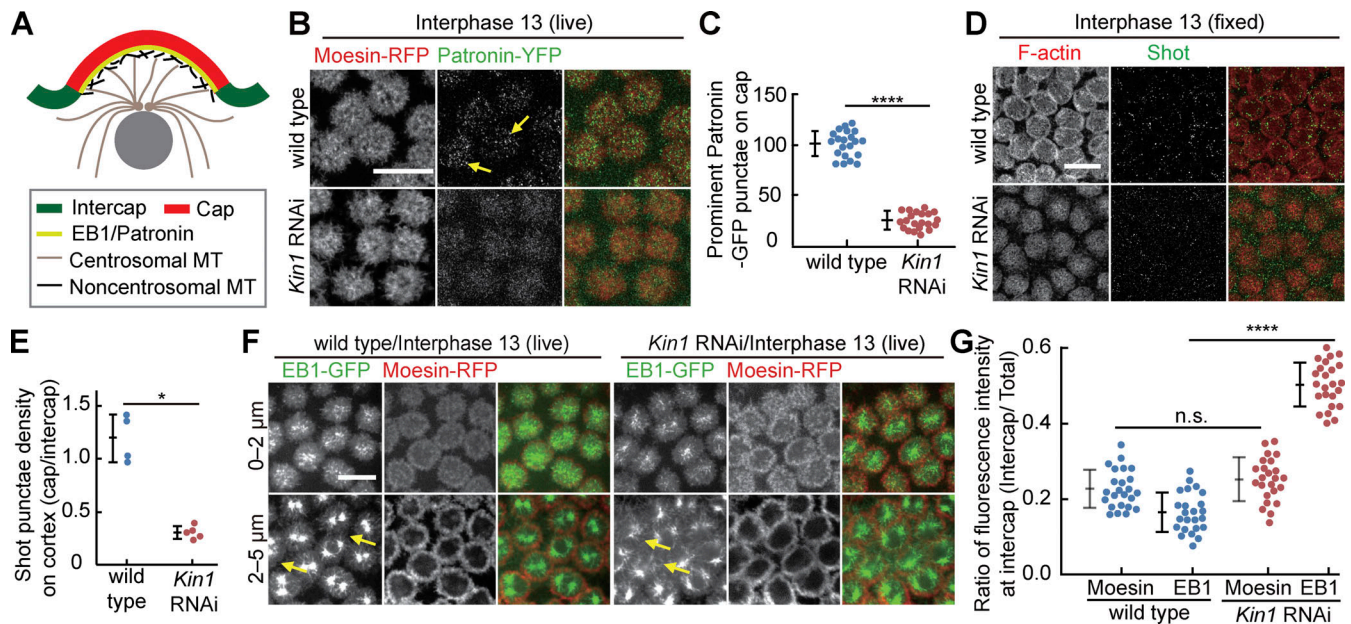 A
Intercap Cap
EB1/Patronin
Centrosomal MT
Noncentrosomal MT
B
Interphase 13 (live)
Moesin-RFP Patronin-YFP
wild type
Kin1 RNAi
C
Prominent Patronin
-GFP punctae on cap
150
100
50
0
****
wild type Kin1
RNAi
D
Interphase 13 (fixed)
F-actin Shot
wild type
Kin1 RNAi
E
Shot punctae density
on cortex (cap/intercap)
1.5
1.0
0.5
0
*
wild
type
Kin1
RNAi
F
wild type/Interphase 13 (live)
EB1-GFP Moesin-RFP
Kin1 RNAi/Interphase 13 (live)
EB1-GFP Moesin-RFP
0–2 µm
2–5 µm
G
Ratio of fluorescence intensity
at intercap (Intercap/ Total)
0.6
0.4
0.2
0.0
****
n.s.
Moesin EB1 Moesin EB1
wild type Kin1 RNAi